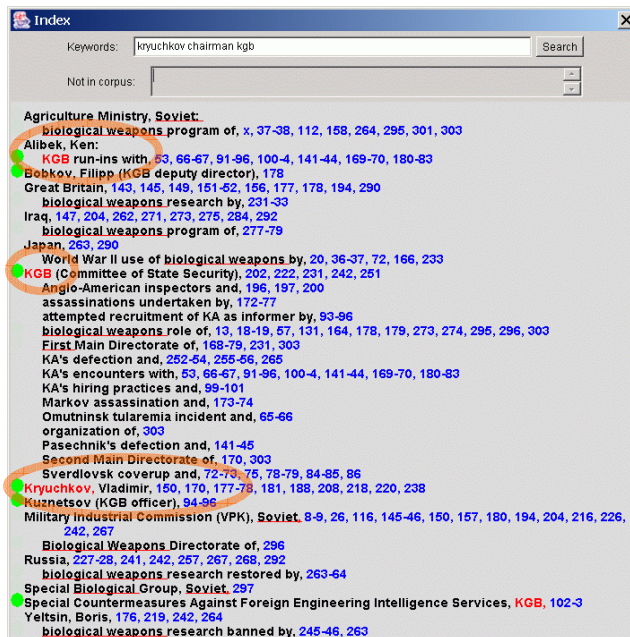 Index
Keywords: kryuchkov chairman kgb Search
Not in corpus:
Agriculture Ministry, Soviet:
biological weapons program of, x, 37-38, 112, 158, 264, 295, 301, 303
Alibek, Ken:
KGB run-ins with, 53, 66-67, 91-96, 100-4, 141-44, 169-70, 180-83
Bobkov, Filipp (KGB deputy director), 178
Great Britain, 143, 145, 149, 151-52, 156, 177, 178, 194, 290
biological weapons research by, 231-33
Iraq, 147, 204, 262, 271, 273, 275, 284, 292
biological weapons program of, 277-79
Japan, 263, 290
World War II use of biological weapons by, 20, 36-37, 72, 166, 233
KGB (Committee of State Security), 202, 222, 231, 242, 251
Anglo-American inspectors and, 196, 197, 200
assassinations undertaken by, 172-77
attempted recruitment of KA as informer by, 93-96
biological weapons role of, 13, 18-19, 57, 131, 164, 178, 179, 273, 274, 295, 296, 303
First Main Directorate of, 168-79, 231, 303
KA's defection and, 252-54, 255-56, 265
KA's encounters with, 53, 66-67, 91-96, 100-4, 141-44, 169-70, 180-83
KA's hiring practices and, 99-101
Markov assassination and, 173-74
Omutninsk tularemia incident and, 65-66
organization of, 303
Pasechnik's defection and, 141-45
Second Main Directorate of, 170, 303
Sverdlovsk coverup and, 72-73, 75, 78-79, 84-85, 86
Kryuchkov, Vladimir, 150, 170, 177-78, 181, 188, 208, 218, 220, 238
Kuznetsov (KGB officer), 94-96
Military Industrial Commission (VPK), Soviet, 8-9, 26, 116, 145-46, 150, 157, 180, 194, 204, 216, 226,
242, 267
Biological Weapons Directorate of, 296
Russia, 227-28, 241, 242, 257, 267, 268, 292
biological weapons research restored by, 263-64
Special Biological Group, Soviet, 297
Special Countermeasures Against Foreign Engineering Intelligence Services, KGB, 102-3
Yeltsin, Boris, 176, 219, 242, 264
biological weapons research banned by, 245-46, 263